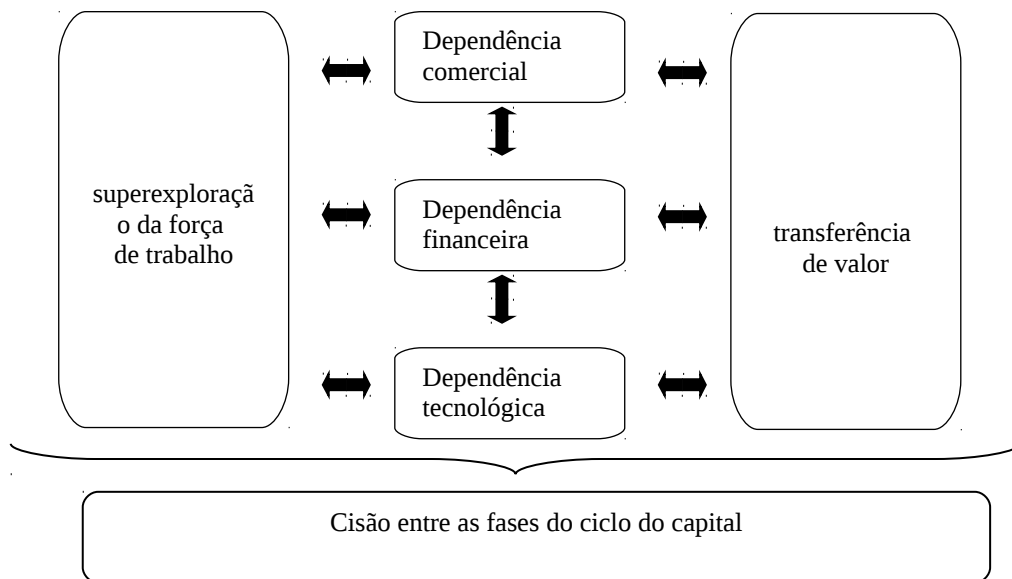 Dependência
comercial
superexploraçã
o da força
de trabalho
Dependência
financeira
transferência
de valor
Dependência
tecnológica
Cisão entre as fases do ciclo do capital